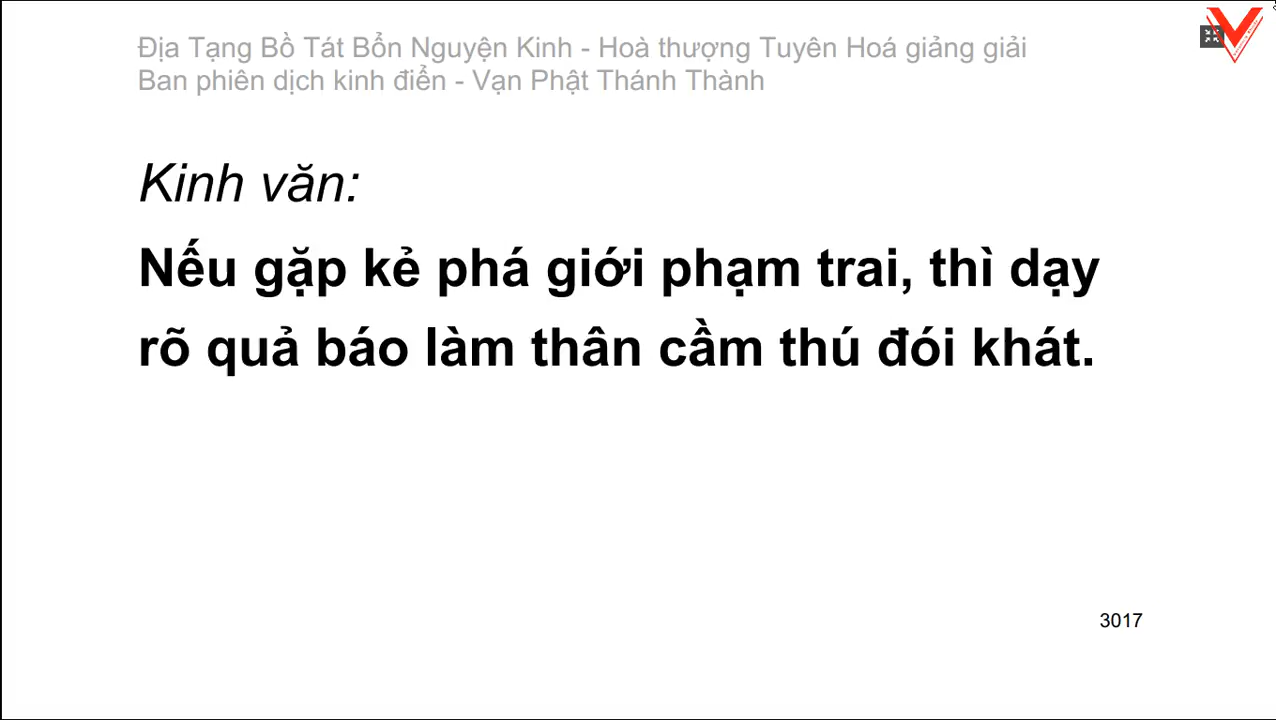 Địa Tạng Bồ Tát Bổn Nguyện Kinh - Hoà thượng Tuyên Hoá giảng giải
Ban phiên dịch kinh điển - Vạn Phật Thánh Thành
Kinh văn:
Nếu gặp kẻ phá giới phạm trai, thì dạy
rõ quả báo làm thân cầm thú đói khát.
3017